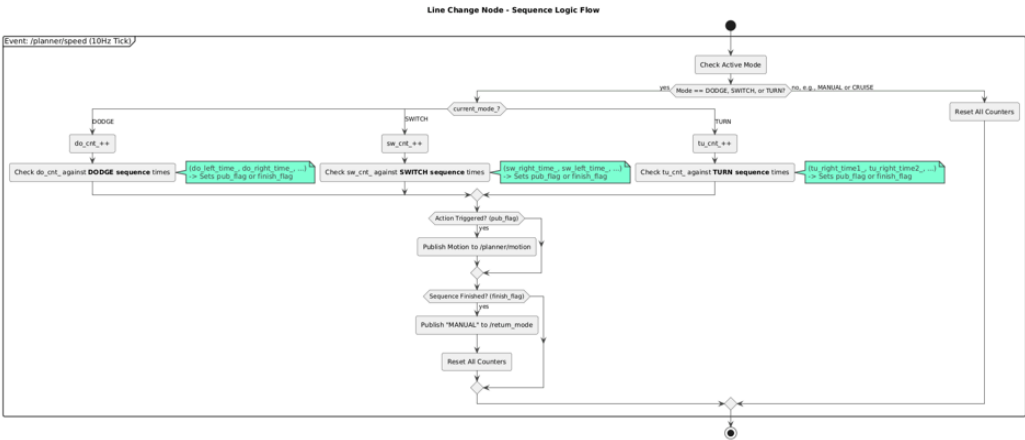 Line Change Node - Sequence Logic Flow
Event: /planner/speed (10Hz Tick)
Check Active Mode
yes
Mode == DODGE, SWITCH, or TURN?
no, e.g., MANUAL or CRUISE
current_mode_?
Reset All Counters
DODGE
SWITCH
TURN
do_cnt_++
sw_cnt_++
tu_cnt_++
Check do_cnt_ against DODGE sequence times
(do_left_time_, do_right_time_, ...)
-> Sets pub_flag or finish_flag
Check sw_cnt_ against SWITCH sequence times
(sw_right_time_, sw_left_time_, ...)
-> Sets pub_flag or finish_flag
Check tu_cnt_ against TURN sequence times
(tu_right_time1_, tu_right_time2_, ...)
-> Sets pub_flag or finish_flag
Action Triggered? (pub_flag)
yes
Publish Motion to /planner/motion
Sequence Finished? (finish_flag)
yes
Publish "MANUAL" to /return_mode
Reset All Counters